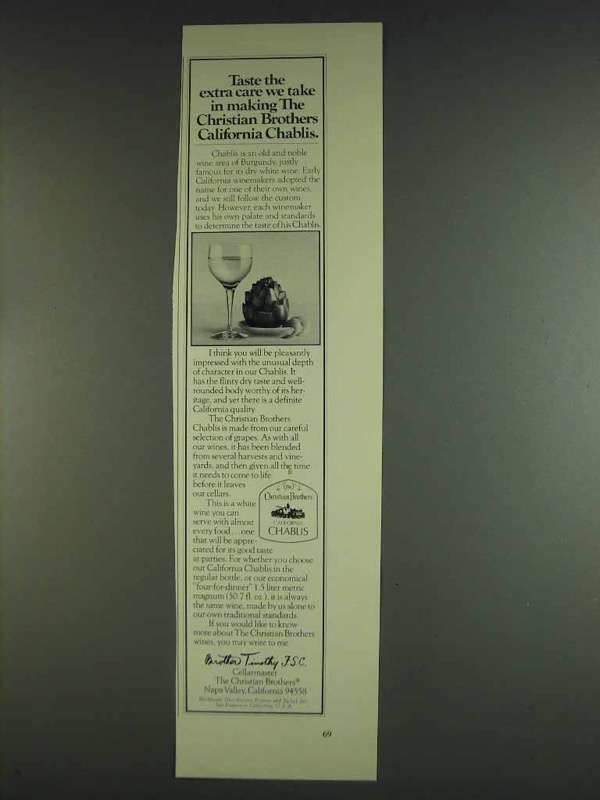 Taste the
extra care we take
in making The
Christian Brothers
California Chablis.
Chablis is an old and noble
wine area of Burgundy, justly
famous for its dry white wine. Early
California winemakers adopted the
name for one of their own wines,
and we still follow the custom
today. However, each winemaker
uses his own palate and standards
to determine the taste of his Chablis.
I think you will be pleasantly
impressed with the unusual depth
of character in our Chablis. It
has the flinty dry taste and well-
rounded body worthy of its her-
itage, and yet there is a definite
California quality.
The Christian Brothers
Chablis is made from our careful
selection of grapes. As with all
our wines, it has been blended
from several harvests and vine-
yards, and then given all the time
it needs to come to life
before it leaves
our cellars.
The
Christian Brothers
CALIFORNIA
CHABLIS
This is a white
wine you can
serve with almost
every food...one
that will be appre-
ciated for its good taste
at parties. For whether you choose
our California Chablis in the
regular bottle, or our economical
"four-for-dinner" 1.5 liter metric
magnum (50.7 fl. oz.), it is always
the same wine, made by us alone to
our own traditional standards.
If you would like to know
more about The Christian Brothers
wines, you may write to me.
Brother Timothy F.S.C.
Cellarmaster
The Christian Brothers®
Napa Valley, California 94558
San Francisco, California, U.S.A.
69